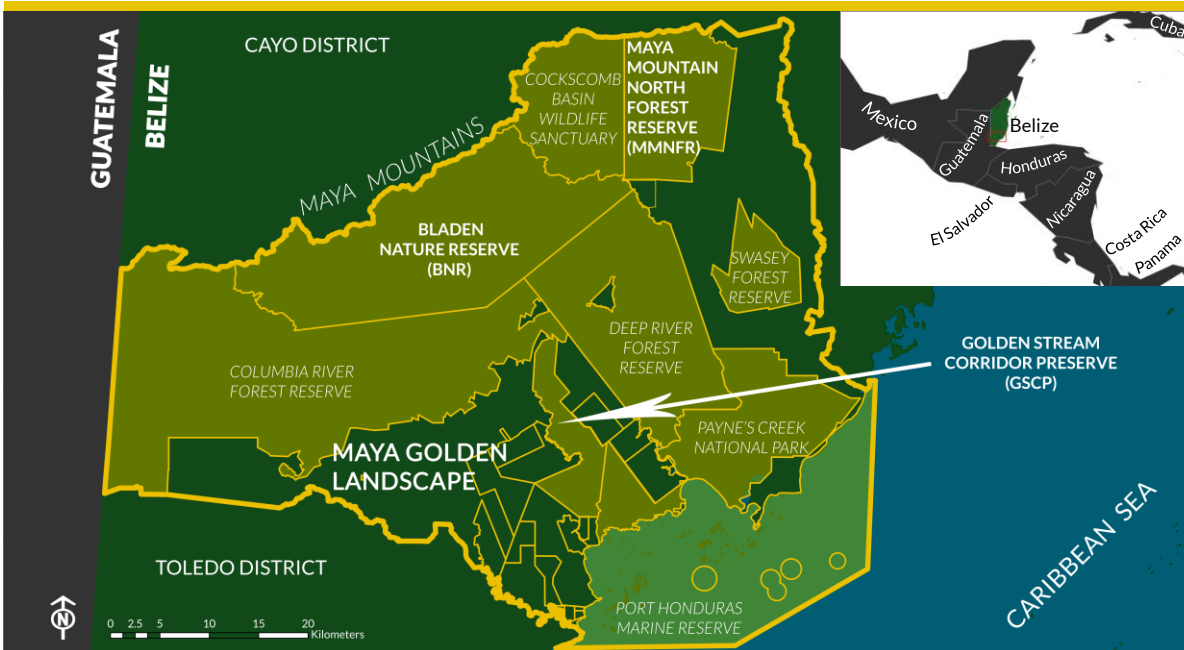 GUATEMALA
BELIZE
CAYO DISTRICT
MAYA MOUNTAINS
COCKSCOMB
BASIN
WILDLIFE
SANCTUARY
MAYA
MOUNTAIN
NORTH
FOREST
RESERVE
(MMNFR)
BLADEN
NATURE RESERVE
(BNR)
SWASEY
FOREST
RESERVE
DEEP RIVER
FOREST
RESERVE
COLUMBIA RIVER
FOREST RESERVE
GOLDEN STREAM
CORRIDOR PRESERVE
(GSCP)
PAYNE'S CREEK
NATIONAL PARK
MAYA GOLDEN
LANDSCAPE
TOLEDO DISTRICT
PORT HONDURAS
MARINE RESERVE
CARIBBEAN SEA
N
0 2.5 5 10 15 20
Kilometers
Cuba
Mexico
Guatemala
Belize
Honduras
El Salvador
Nicaragua
Costa Rica
Panama